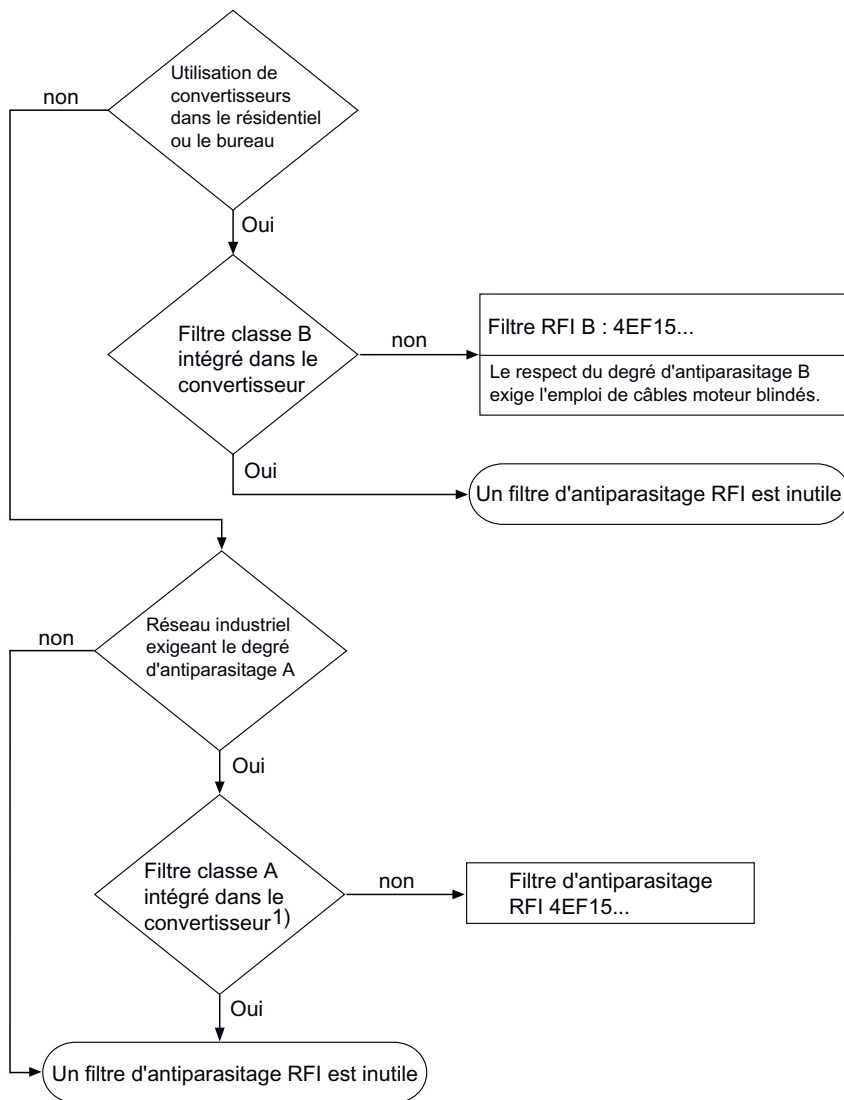 Utilisation de
convertisseurs
dans le résidentiel
ou le bureau
non
Oui
Filtre classe B
intégré dans le
convertisseur
non
Filtre RFI B : 4EF15...
Le respect du degré d'antiparasitage B
exige l'emploi de câbles moteur blindés.
Oui
Un filtre d'antiparasitage RFI est inutile
Réseau industriel
exigeant le degré
d'antiparasitage A
non
Oui
Filtre classe A
intégré dans le
convertisseur1)
non
Filtre d'antiparasitage
RFI 4EF15...
Oui
Un filtre d'antiparasitage RFI est inutile